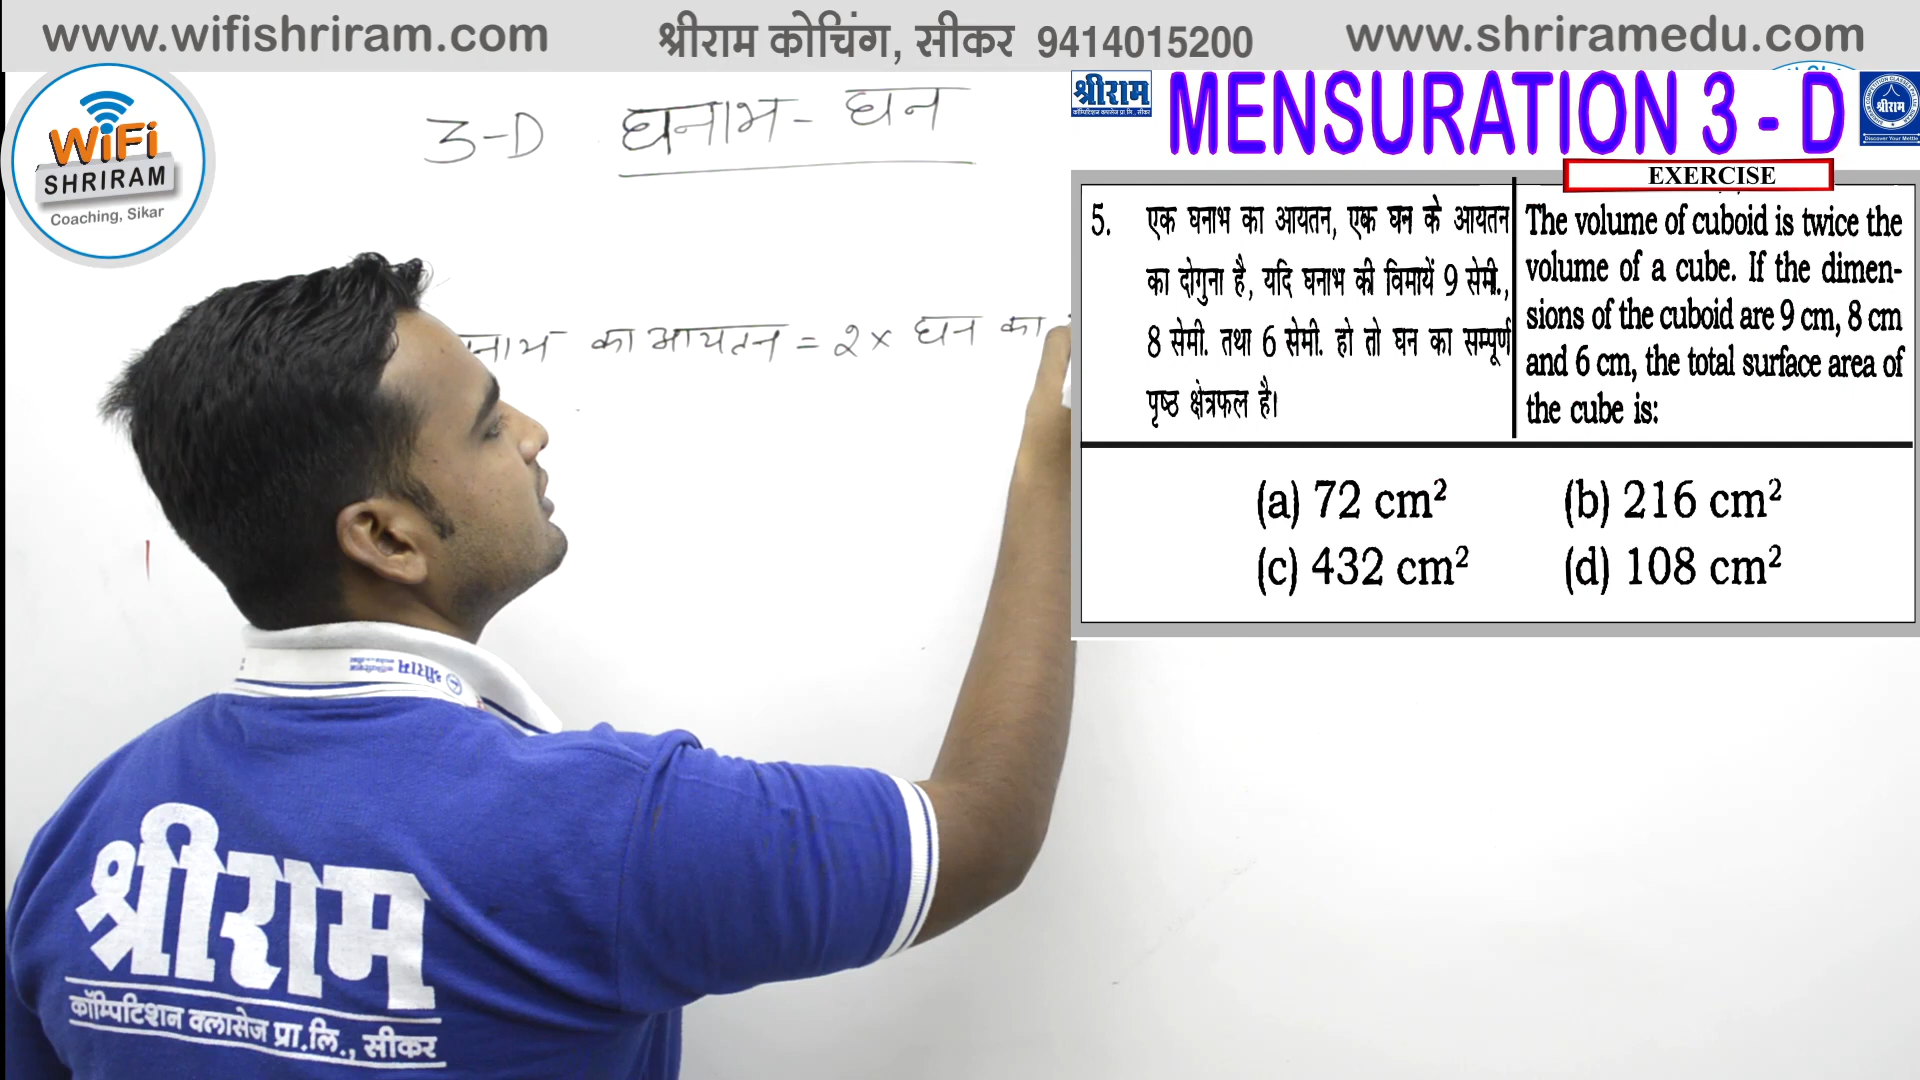 www.wifishriram.com
श्रीराम कोचिंग, सीकर 9414015200
www.shriramedu.com
WiFi
SHRIRAM
Coaching, Sikar
3-D घनाभ - घन
का आयतन = 2 × घन का
श्रीराम
MENSURATION 3 - D
श्रीराम
EXERCISE
5. एक घनाभ का आयतन, एक घन के आयतन
का दोगुना है, यदि घनाभ की विमायें 9 सेमी.,
8 सेमी. तथा 6 सेमी. हो तो घन का सम्पूर्ण
पृष्ठ क्षेत्रफल है।
The volume of cuboid is twice the
volume of a cube. If the dimen-
sions of the cuboid are 9 cm, 8 cm
and 6 cm, the total surface area of
the cube is:
(a) 72 cm² (b) 216 cm²
(c) 432 cm² (d) 108 cm²
श्रीराम
कॉम्पिटिशन क्लासेज प्रा.लि., सीकर